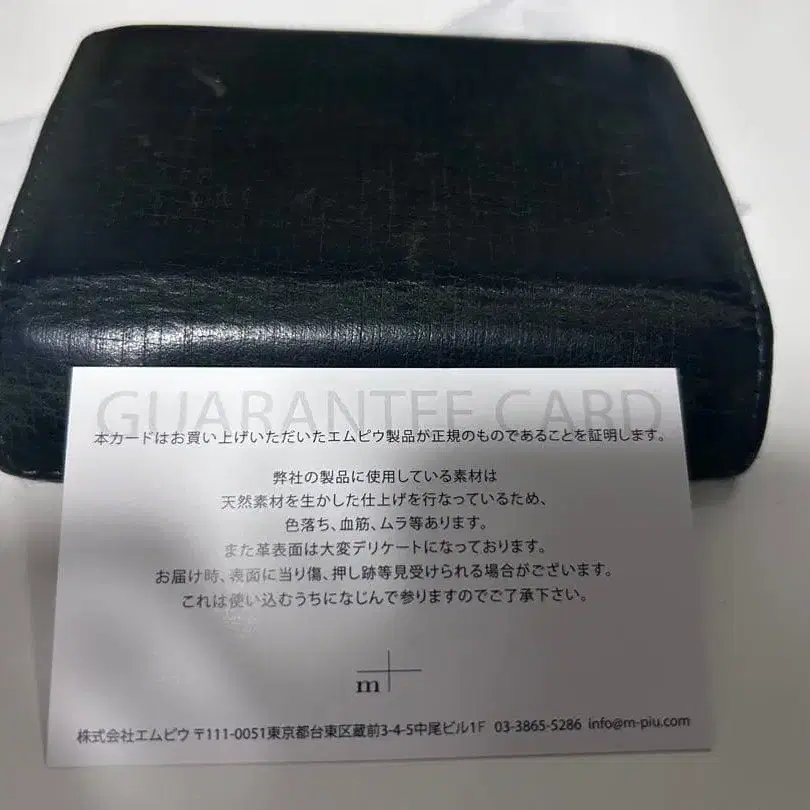 GUARANTEE CARD
本カードはお買い上げいただいたエムピウ製品が正規のものであることを証明します。
弊社の製品に使用している素材は
天然素材を生かした仕上げを行なっているため、
色落ち、血筋、ムラ等あります。
また革表面は大変デリケートになっております。
お届け時、表面に当り傷、押し跡等見受けられる場合がございます。
これは使い込むうちになじんで参りますのでご了承下さい。
m+
株式会社エムピウ 〒111-0051東京都台東区蔵前3-4-5中尾ビル1F 03-3865-5286 info@m-piu.com